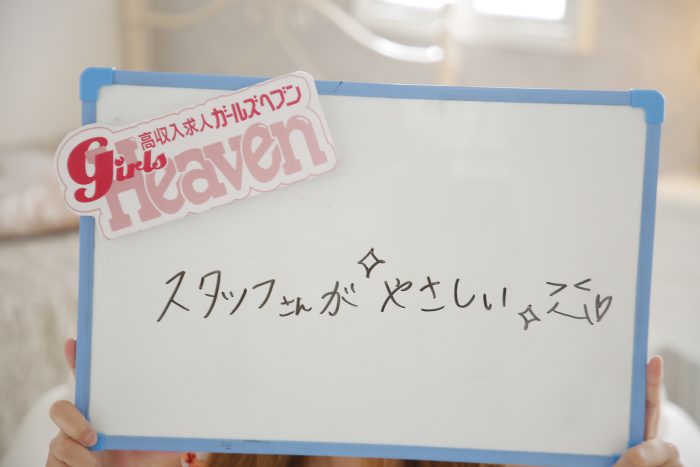 高収入求人ガールズヘブン
Girls Heaven
スタッフさんがやさしい